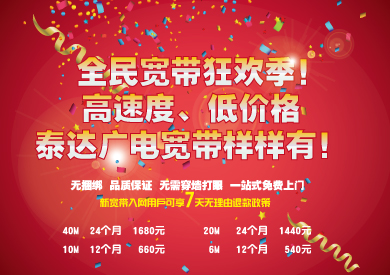 全民宽带狂欢季!
高速度、低价格
泰达广电宽带样样有!
无捆绑 品质保证 无需穿墙打眼 一站式免费上门
新宽带入网用户可享7天无理由退款政策
40M 24个月 1680元 20M 24个月 1440元
10M 12个月 660元 6M 12个月 540元